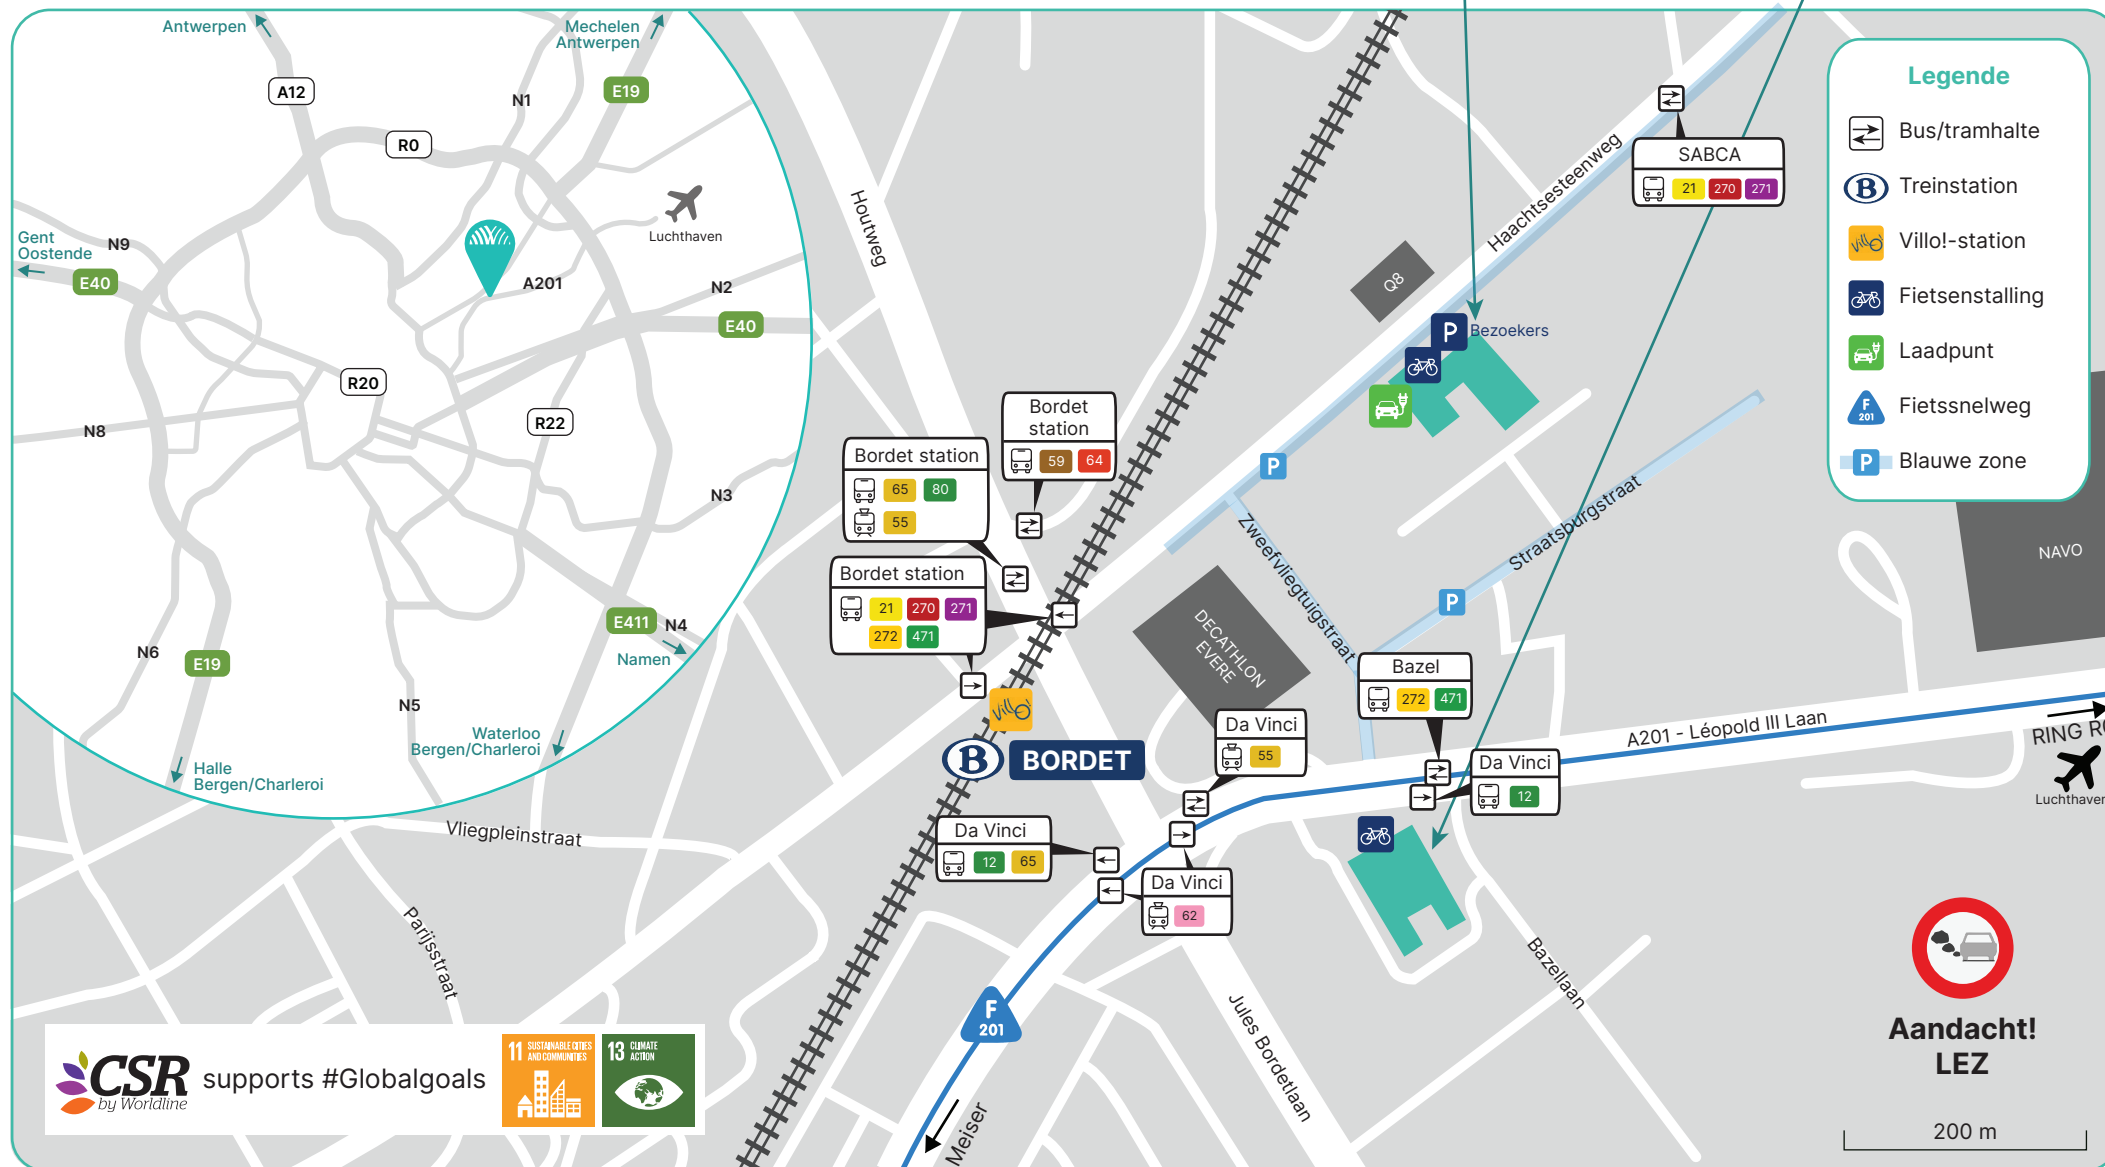 Antwerpen
Mechelen
Antwerpen
A12
E19
N1
R0
Luchthaven
Gent
Oostende
N9
E40
A201
N2
E40
R20
R22
N8
N3
E411
N4
Namen
N6
E19
N5
Waterloo
Bergen/Charleroi
Halle
Bergen/Charleroi
Houtweg
Haachtsesteenweg
SABCA
21 270 271
Q8
P
Bezoekers
Bordet
station
59 64
Bordet station
65 80
55
Bordet station
21 270 271
272 471
P
Zweefvliegtuigstraat
Straatsburgstraat
P
DECATHLON
EVERE
Villo!
B BORDET
Bazel
272 471
Da Vinci
55
Da Vinci
12
A201 - Léopold III Laan
Luchthaven
Da Vinci
12 65
Da Vinci
62
Vliegpleinstraat
Parijsstraat
Jules Bordetlaan
Bazellaan
F
201
Meiser
NAVO
Legende
Bus/tramhalte
B Treinstation
Villo! Villo!-station
Fietsenstalling
Laadpunt
F
201 Fietssnelweg
P Blauwe zone
Aandacht!
LEZ
200 m
CSR
by Worldline
supports #Globalgoals
11 SUSTAINABLE CITIES
AND COMMUNITIES
13 CLIMATE
ACTION